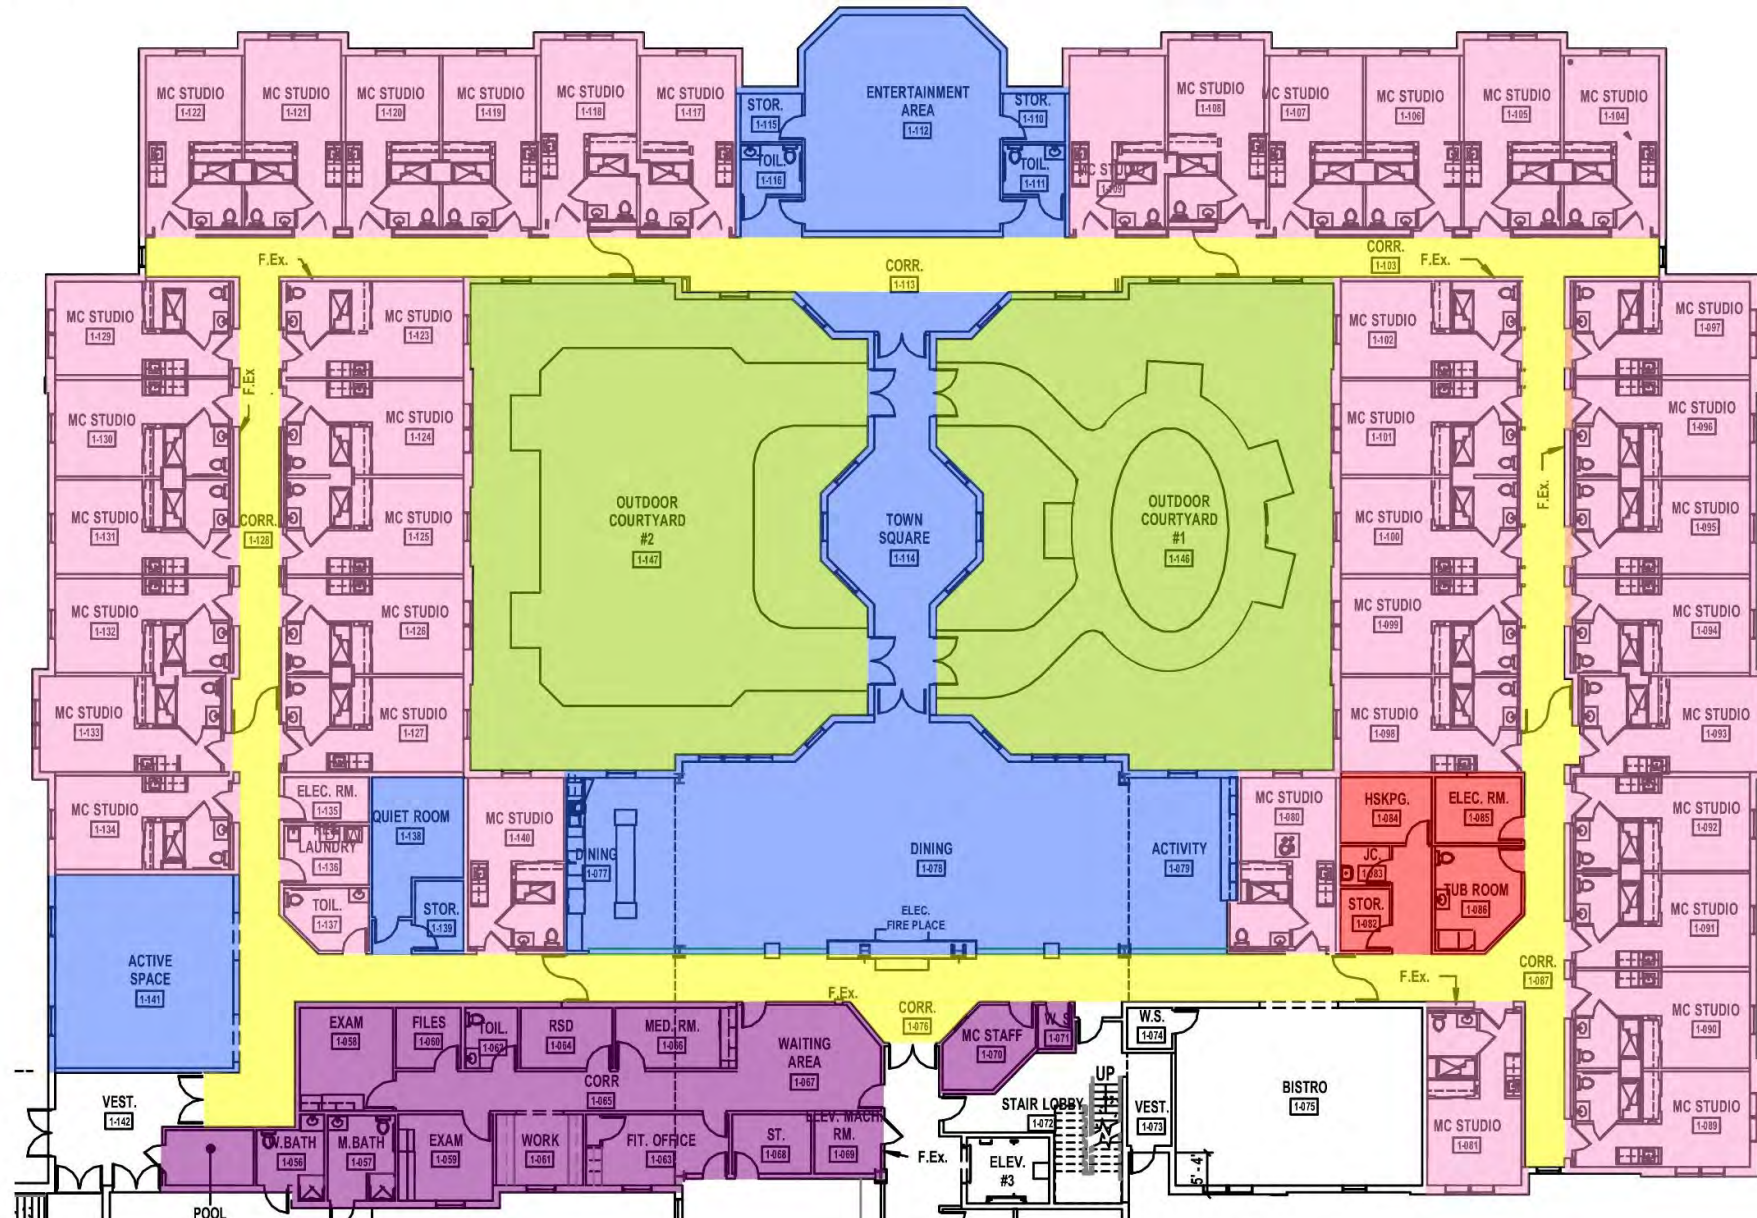 MC STUDIO
1-122
MC STUDIO
1-121
MC STUDIO
1-120
MC STUDIO
1-119
MC STUDIO
1-118
MC STUDIO
1-117
STOR.
1-115
TOIL.
1-116
ENTERTAINMENT
AREA
1-112
STOR.
1-110
TOIL.
1-111
MC STUDIO
1-109
MC STUDIO
1-108
MC STUDIO
1-107
MC STUDIO
1-106
MC STUDIO
1-105
MC STUDIO
1-104
F.Ex.
CORR.
1-113
CORR.
1-103
F.Ex.
MC STUDIO
1-129
MC STUDIO
1-123
MC STUDIO
1-102
MC STUDIO
1-097
F.Ex
MC STUDIO
1-130
MC STUDIO
1-124
MC STUDIO
1-101
MC STUDIO
1-096
F.Ex.
MC STUDIO
1-131
CORR.
1-128
MC STUDIO
1-125
OUTDOOR
COURTYARD
#2
1-147
TOWN
SQUARE
1-114
OUTDOOR
COURTYARD
#1
1-146
MC STUDIO
1-100
MC STUDIO
1-095
MC STUDIO
1-132
MC STUDIO
1-126
MC STUDIO
1-099
MC STUDIO
1-094
MC STUDIO
1-133
MC STUDIO
1-127
MC STUDIO
1-098
MC STUDIO
1-093
MC STUDIO
1-134
ELEC. RM.
1-135
LAUNDRY
1-136
TOIL.
1-137
QUIET ROOM
1-138
STOR.
1-139
MC STUDIO
1-140
DINING
1-077
DINING
1-078
ELEC.
FIRE PLACE
ACTIVITY
1-079
MC STUDIO
1-080
HSKPG.
1-084
ELEC. RM.
1-085
JC.
1-083
STOR.
1-082
TUB ROOM
1-086
MC STUDIO
1-092
MC STUDIO
1-091
ACTIVE
SPACE
1-141
F.Ex.
CORR.
1-076
F.Ex.
CORR.
1-087
EXAM
1-058
FILES
1-060
TOIL.
1-062
RSD
1-064
MED. RM.
1-066
WAITING
AREA
1-067
MC STAFF
1-070
W.S.
1-071
W.S.
1-074
MC STUDIO
1-090
CORR
1-065
UP
BISTRO
1-075
VEST.
1-142
STAIR LOBBY
1-072
VEST.
1-073
MC STUDIO
1-081
MC STUDIO
1-089
W.BATH
1-056
M.BATH
1-057
EXAM
1-059
WORK
1-061
FIT. OFFICE
1-063
ST.
1-068
ELEV. MACH.
RM.
1-069
F.Ex.
ELEV.
#3
5' - 4"
POOL